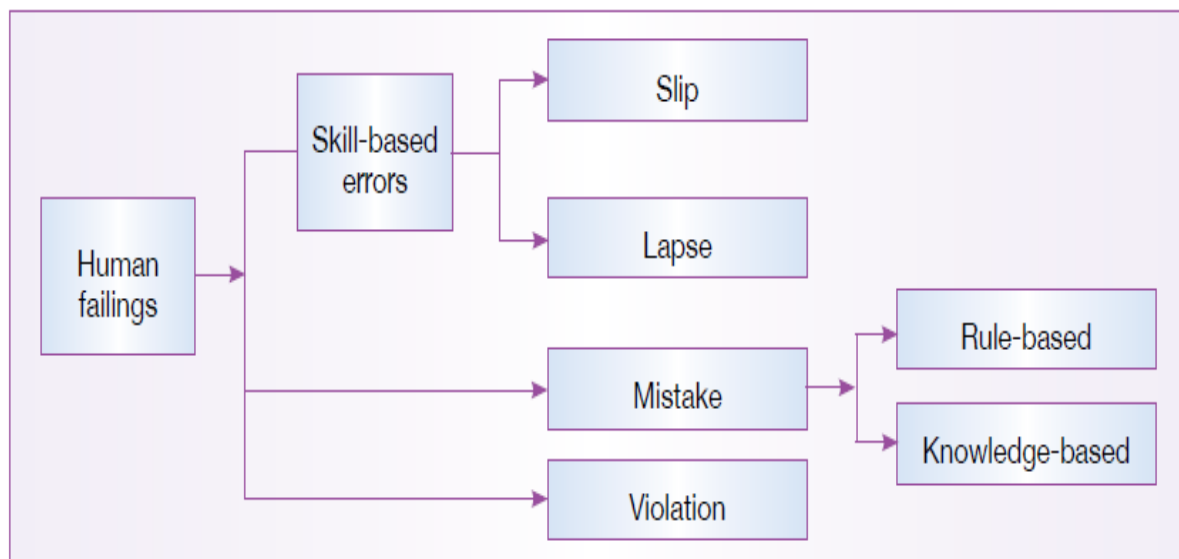 Human
failings
Skill-based
errors
Slip
Lapse
Mistake
Violation
Rule-based
Knowledge-based